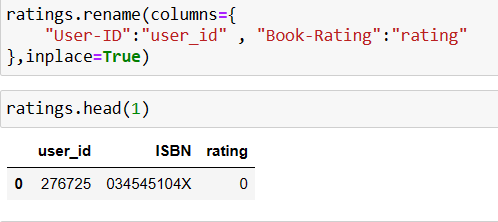 ratings.rename(columns={
"User-ID":"user_id" , "Book-Rating":"rating"
},inplace=True)
ratings.head(1)
user_id ISBN rating
0 276725 034545104X 0